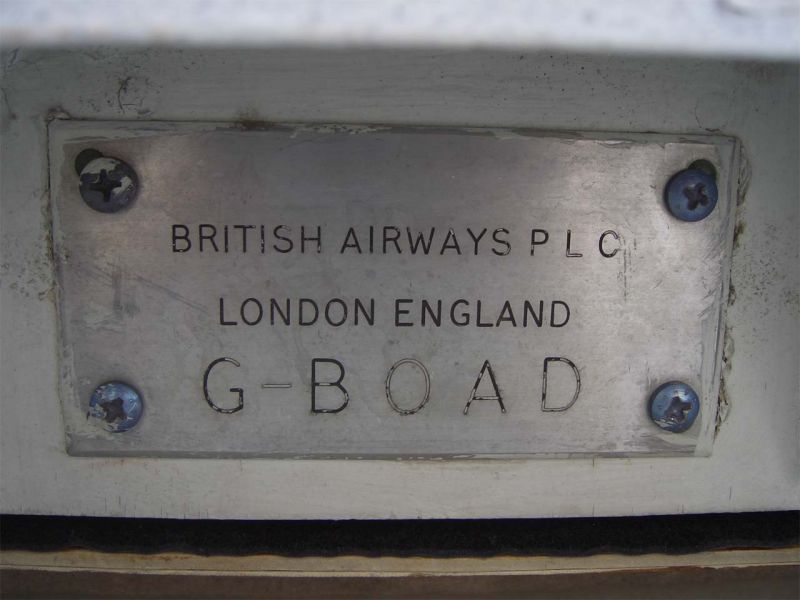 BRITISH AIRWAYS PLC
LONDON ENGLAND
G-BOAD